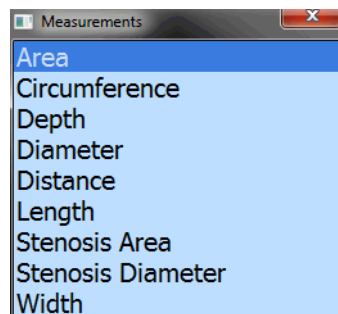 Measurements
Area
Circumference
Depth
Diameter
Distance
Length
Stenosis Area
Stenosis Diameter
Width